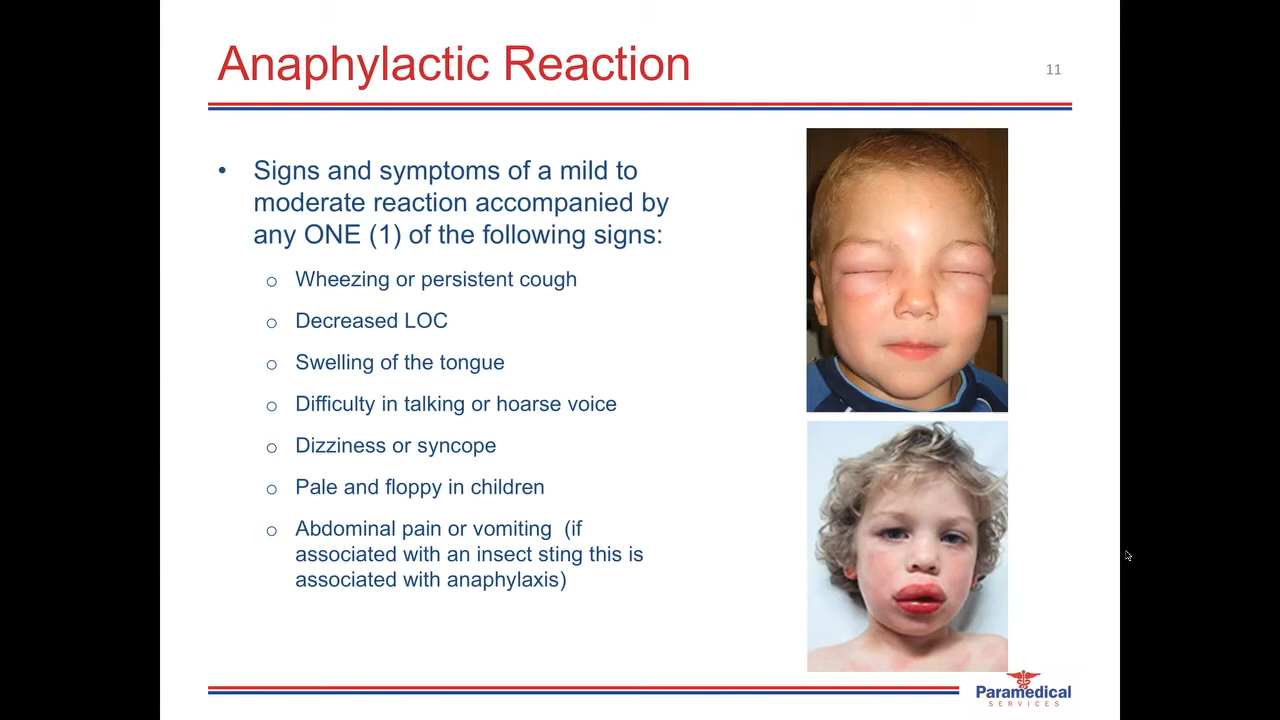 Anaphylactic Reaction
11
• Signs and symptoms of a mild to
moderate reaction accompanied by
any ONE (1) of the following signs:
o Wheezing or persistent cough
o Decreased LOC
o Swelling of the tongue
o Difficulty in talking or hoarse voice
o Dizziness or syncope
o Pale and floppy in children
o Abdominal pain or vomiting (if
associated with an insect sting this is
associated with anaphylaxis)
Paramedical
SERVICES